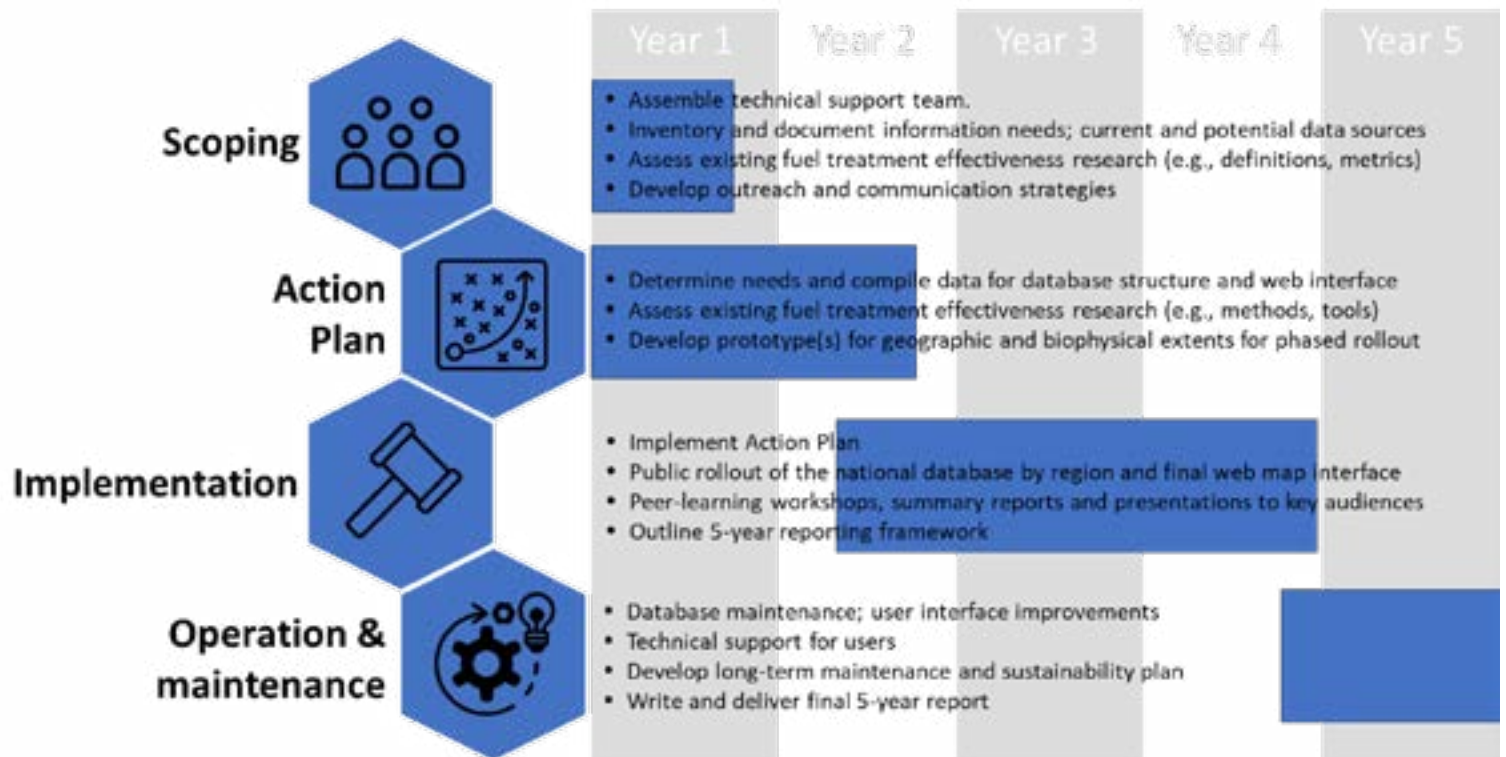 Year 1 Year 2 Year 3 Year 4 Year 5
Scoping
• Assemble technical support team.
• Inventory and document information needs; current and potential data sources
• Assess existing fuel treatment effectiveness research (e.g., definitions, metrics)
• Develop outreach and communication strategies
Action
Plan
• Determine needs and compile data for database structure and web interface
• Assess existing fuel treatment effectiveness research (e.g., methods, tools)
• Develop prototype(s) for geographic and biophysical extents for phased rollout
Implementation
• Implement Action Plan
• Public rollout of the national database by region and final web map interface
• Peer-learning workshops, summary reports and presentations to key audiences
• Outline 5-year reporting framework
Operation &
maintenance
• Database maintenance; user interface improvements
• Technical support for users
• Develop long-term maintenance and sustainability plan
• Write and deliver final 5-year report